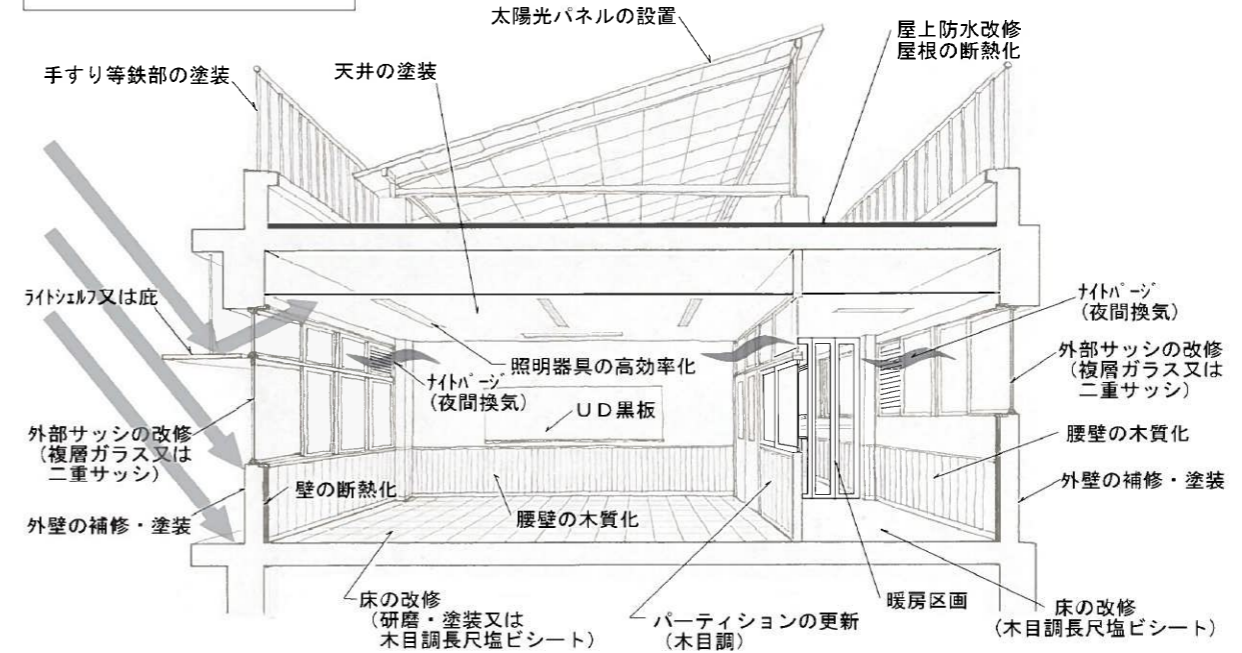 太陽光パネルの設置
屋上防水改修
屋根の断熱化
手すり等鉄部の塗装
天井の塗装
ライトシェルフ又は庇
ナイトパージ
(夜間換気)
照明器具の高効率化
ナイトパージ
(夜間換気)
外部サッシの改修
(複層ガラス又は
二重サッシ)
UD黒板
外部サッシの改修
(複層ガラス又は
二重サッシ)
腰壁の木質化
壁の断熱化
外壁の補修・塗装
外壁の補修・塗装
腰壁の木質化
床の改修
(研磨・塗装又は
木目調長尺塩ビシート)
パーティションの更新
(木目調)
暖房区画
床の改修
(木目調長尺塩ビシート)